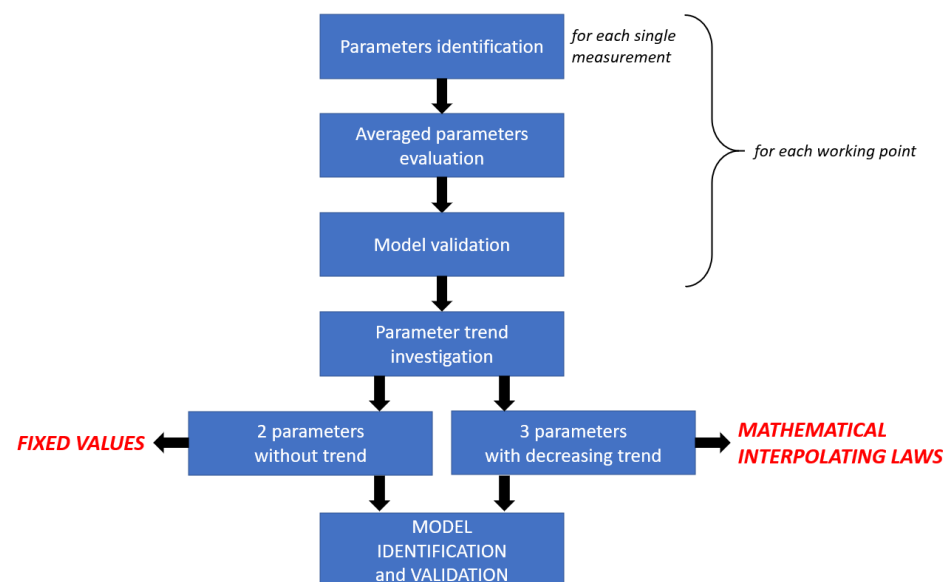 Parameters identification
for each single
measurement
Averaged parameters
evaluation
for each working point
Model validation
Parameter trend
investigation
FIXED VALUES
2 parameters
without trend
3 parameters
with decreasing trend
MATHEMATICAL
INTERPOLATING LAWS
MODEL
IDENTIFICATION
and VALIDATION